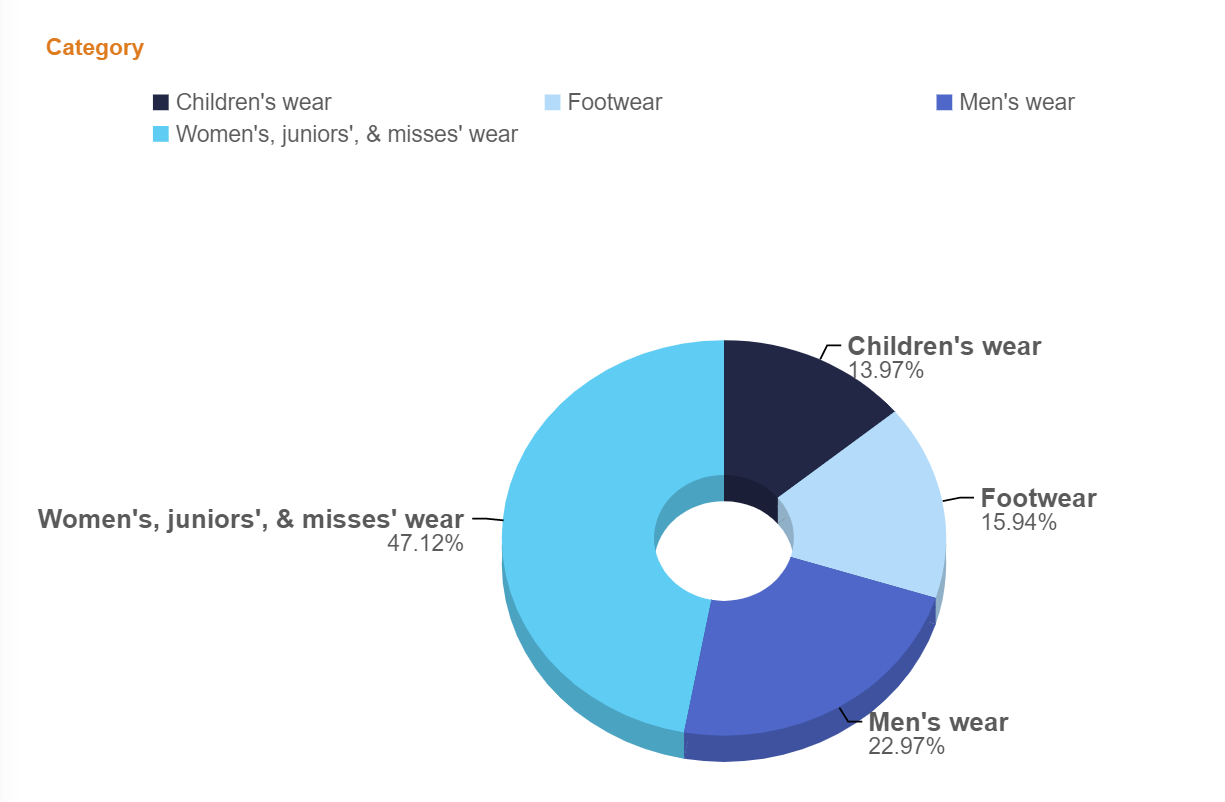 Category
Children's wear
Footwear
Men's wear
Women's, juniors', & misses' wear
Children's wear
13.97%
Footwear
15.94%
Women's, juniors', & misses' wear
47.12%
Men's wear
22.97%